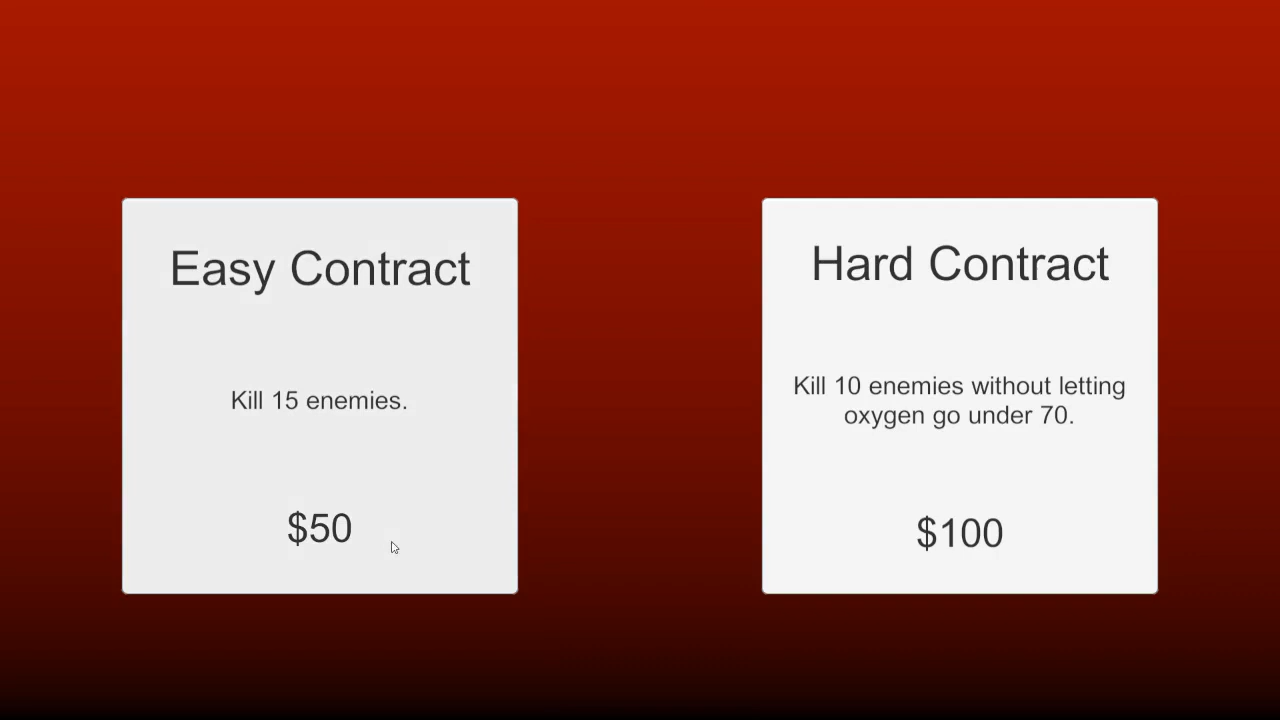 Easy Contract
Kill 15 enemies.
$50
Hard Contract
Kill 10 enemies without letting
oxygen go under 70.
$100